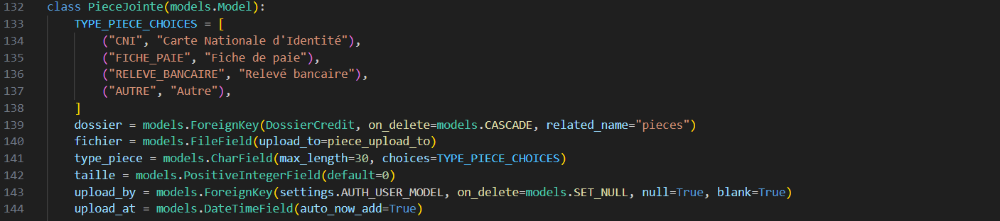 132 class PieceJointe(models.Model):
133     TYPE_PIECE_CHOICES = [
134         ("CNI", "Carte Nationale d'Identité"),
135         ("FICHE_PAIE", "Fiche de paie"),
136         ("RELEVE_BANCAIRE", "Relevé bancaire"),
137         ("AUTRE", "Autre"),
138     ]
139     dossier = models.ForeignKey(DossierCredit, on_delete=models.CASCADE, related_name="pieces")
140     fichier = models.FileField(upload_to=piece_upload_to)
141     type_piece = models.CharField(max_length=30, choices=TYPE_PIECE_CHOICES)
142     taille = models.PositiveIntegerField(default=0)
143     upload_by = models.ForeignKey(settings.AUTH_USER_MODEL, on_delete=models.SET_NULL, null=True, blank=True)
144     upload_at = models.DateTimeField(auto_now_add=True)